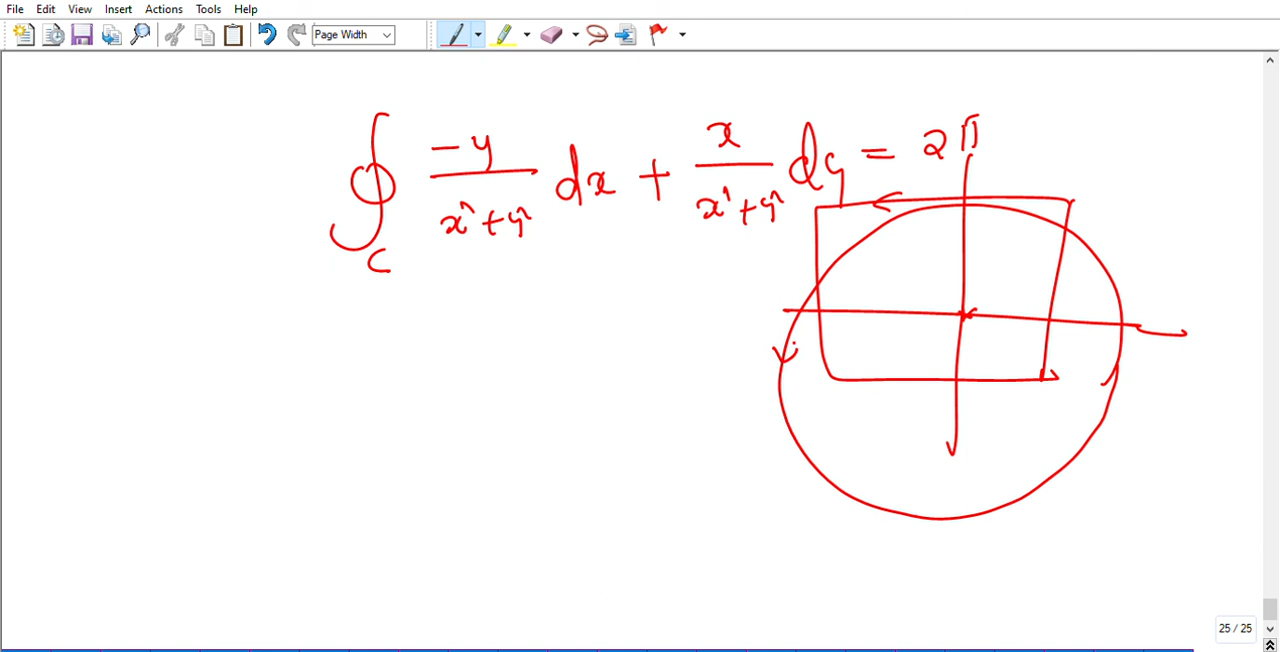 File Edit View Insert Actions Tools Help
Page Width
∮_C -y/(x²+y²) dx + x/(x²+y²) dy = 2π
25 / 25